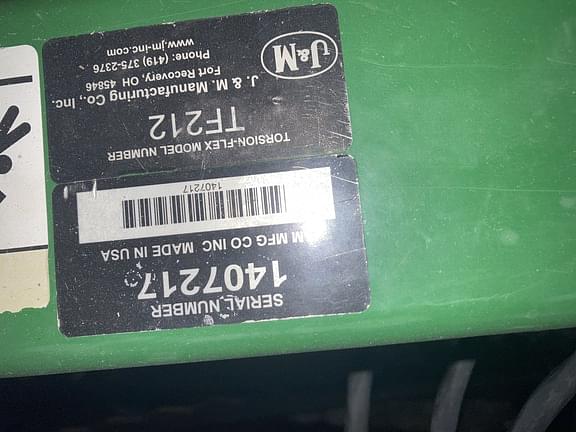 J&M
J. & M. Manufacturing Co., Inc.
Fort Recovery, OH 45846
Phone: (419) 375-2376
www.jm-inc.com
TORSION-FLEX MODEL NUMBER
TF212
1407217
M MFG CO INC MADE IN USA
SERIAL NUMBER
1407217